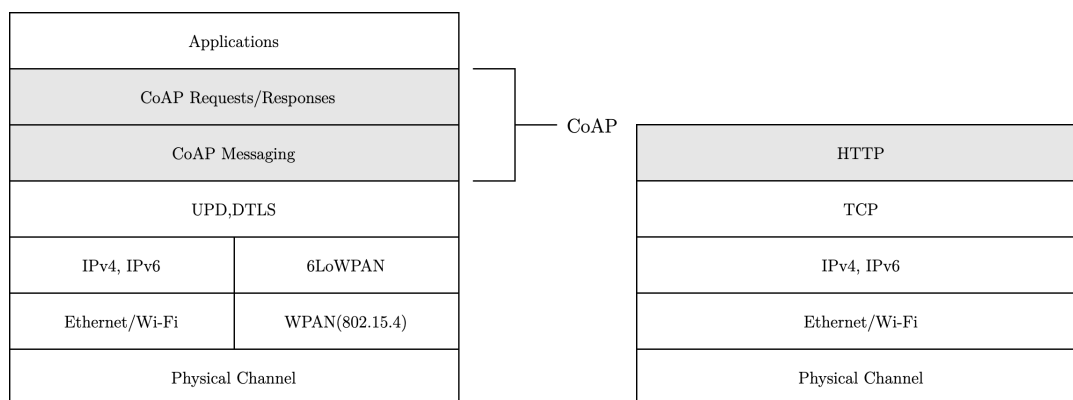 Applications
CoAP Requests/Responses
CoAP Messaging
UPD,DTLS
IPv4, IPv6
6LoWPAN
Ethernet/Wi-Fi
WPAN(802.15.4)
Physical Channel
CoAP
HTTP
TCP
IPv4, IPv6
Ethernet/Wi-Fi
Physical Channel